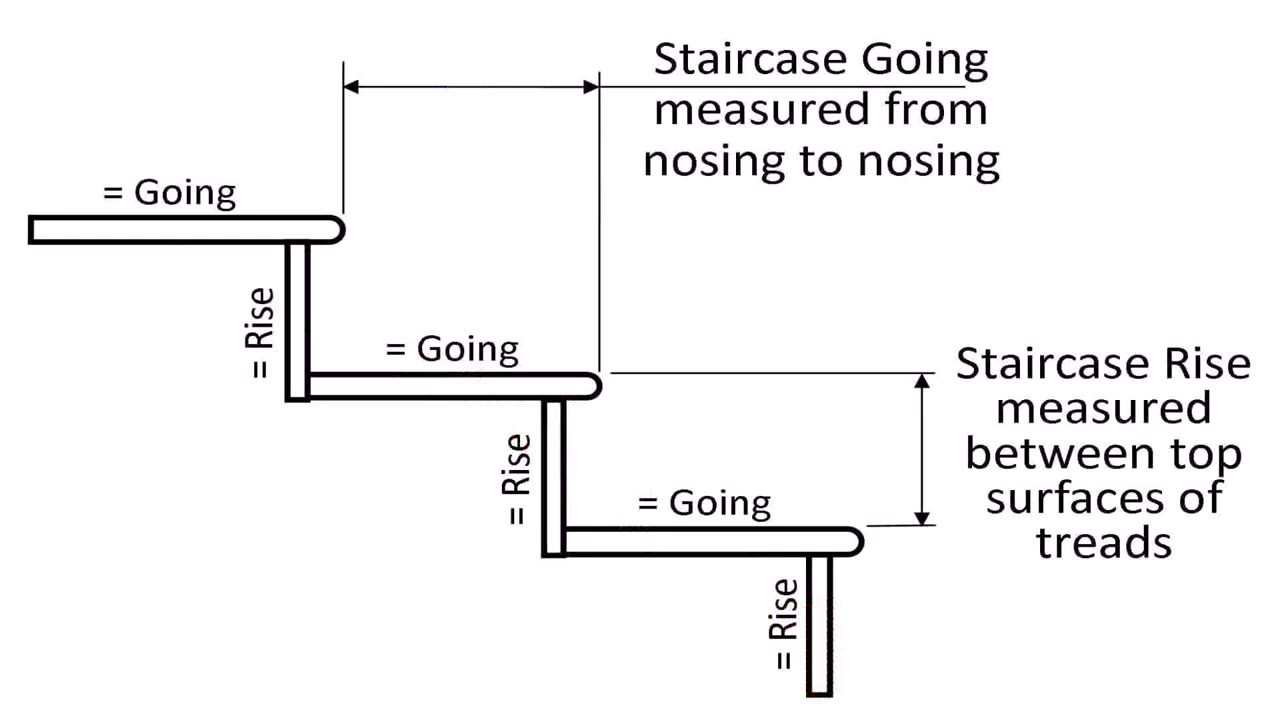 Staircase Going
measured from
nosing to nosing
= Going
= Rise
= Going
Staircase Rise
measured
between top
surfaces of
treads
= Rise
= Going
= Rise